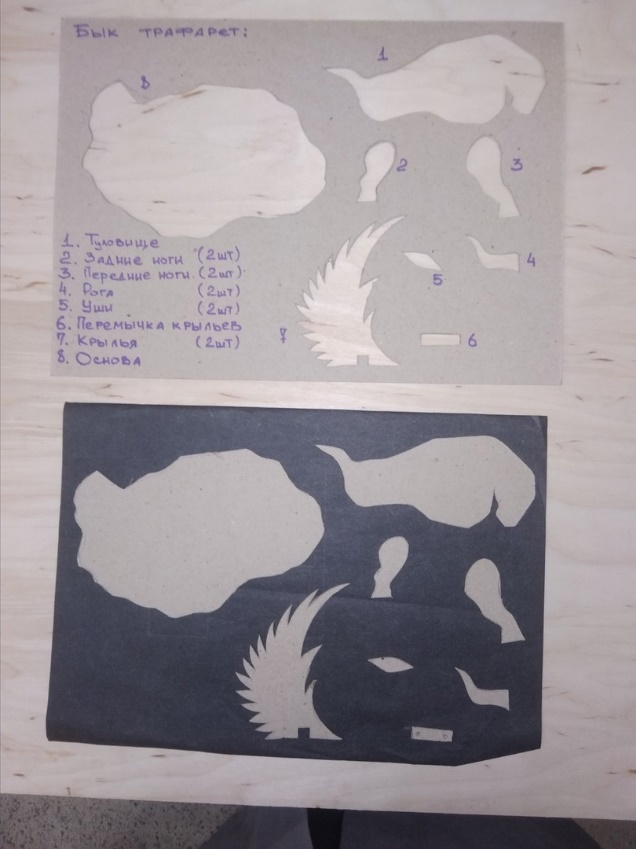 Бык трафарет:
8
1
2
3
4
5
6
7
1. Туловище
2. Задние ноги (2шт)
3. Передние ноги. (2шт).
4. Рога (2шт)
5. Уши (2шт)
6. Перемычка крыльев
7. Крылья (2шт)
8. Основа